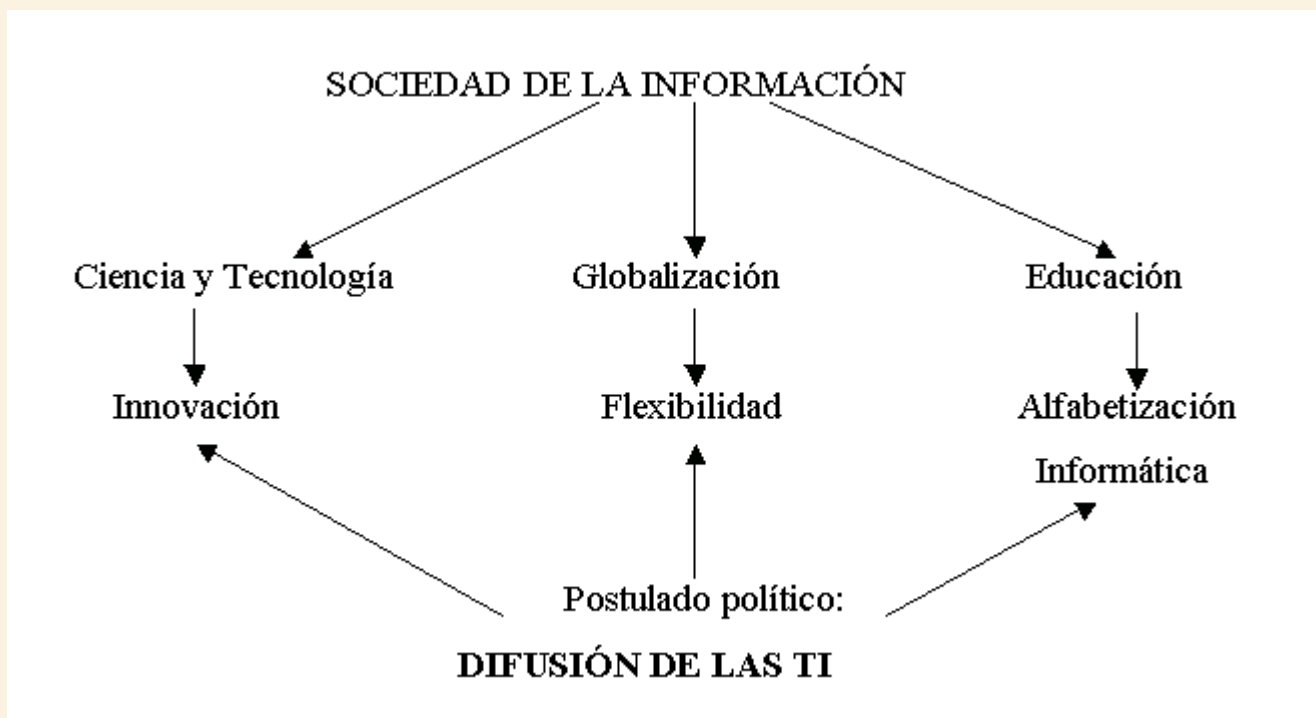 SOCIEDAD DE LA INFORMACIÓN
Ciencia y Tecnología
Globalización
Educación
Innovación
Flexibilidad
Alfabetización
Informática
Postulado político:
DIFUSIÓN DE LAS TI